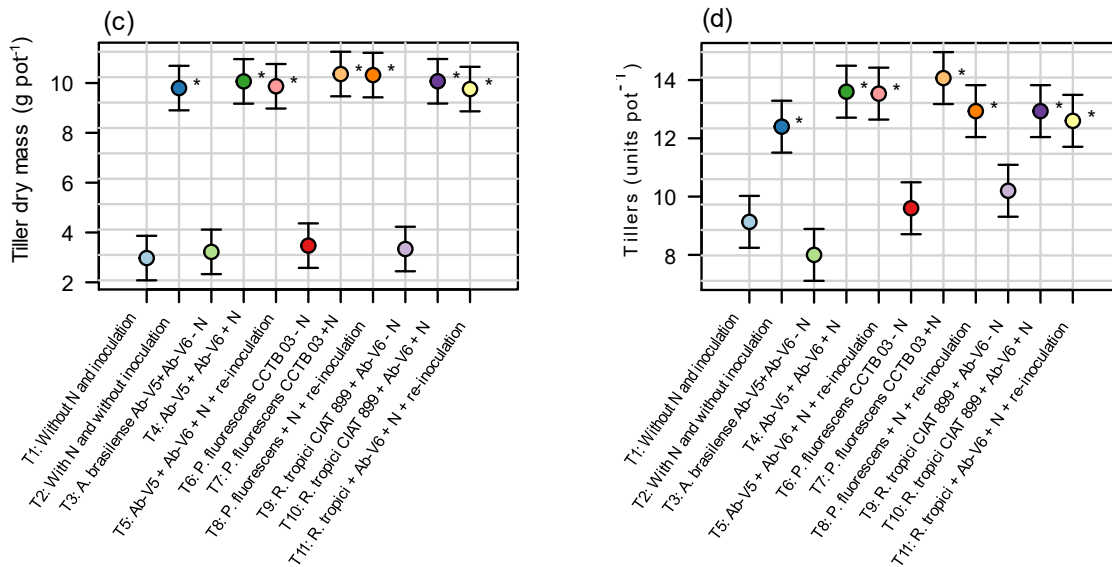 (c)
Tiller dry mass (g pot-1)
10
8
6
4
2
*
*
*
*
*
*
*
T1: Without N and inoculation
T2: With N and without inoculation
T3: A. brasilense Ab-V5+Ab-V6- N
T4: Ab-V5 + Ab-V6 + N
T5: Ab-V5 + Ab-V6 + N + re-inoculation
T6: P. fluorescens CCTB 03 - N
T7: P. fluorescens CCTB 03 +N
T8: P. fluorescens + N + re-inoculation
T9: R. tropici CIAT 899 + Ab-V6 - N
T10: R. tropici CIAT 899 + Ab-V6 + N
T11: R. tropici + Ab-V6 + N + re-inoculation
(d)
Tillers (units pot-1)
14
12
10
8
*
*
*
*
*
*
*
T1: Without N and inoculation
T2: With N and without inoculation
T3: A. brasilense Ab-V5+Ab-V6- N
T4: Ab-V5 + Ab-V6 + N
T5: Ab-V5 + Ab-V6 + N + re-inoculation
T6: P. fluorescens CCTB 03 - N
T7: P. fluorescens CCTB 03 +N
T8: P. fluorescens + N + re-inoculation
T9: R. tropici CIAT 899 + Ab-V6 - N
T10: R. tropici CIAT 899 + Ab-V6 + N
T11: R. tropici + Ab-V6 + N + re-inoculation